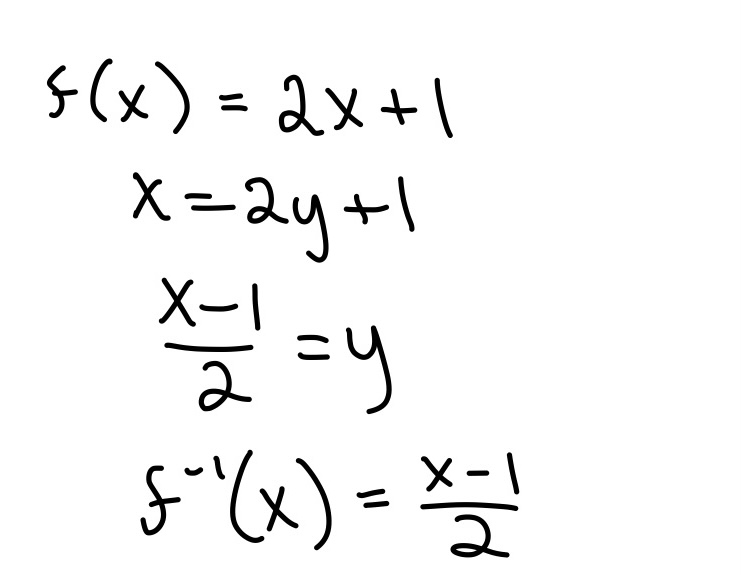 f(x) = 2x+1
x = 2y+1
x-1/2 = y
f⁻¹(x) = x-1/2